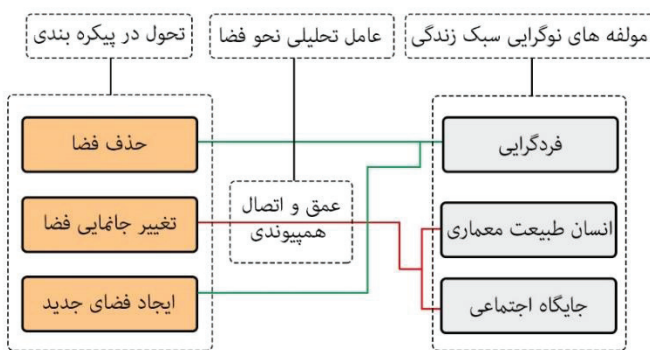 مولفه های نوگرایی سبک زندگی
عامل تحلیلی نحو فضا
تحول در پیکره بندی
فردگرایی
حذف فضا
انسان طبیعت معماری
عمق و اتصال
همپیوندی
تغییر جانمایی فضا
جایگاه اجتماعی
ایجاد فضای جدید